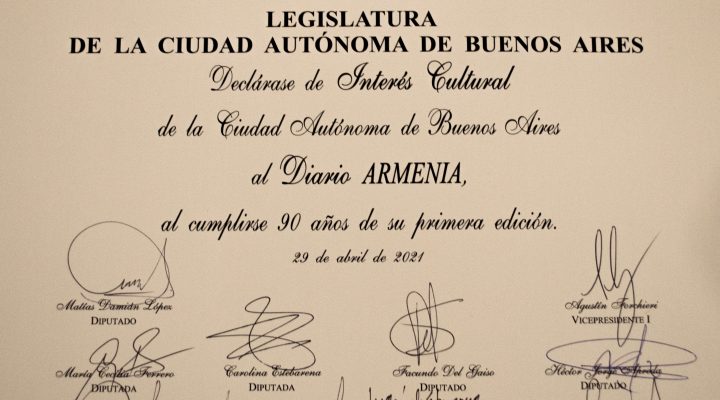 LEGISLATURA
DE LA CIUDAD AUTÓNOMA DE BUENOS AIRES
Declárase de Interés Cultural
de la Ciudad Autónoma de Buenos Aires
al Diario ARMENIA,
al cumplirse 90 años de su primera edición.
29 de abril de 2021
Matías Damián López
DIPUTADO
Agustín Forchieri
VICEPRESIDENTE I
María Cecilia Ferrero
DIPUTADA
Carolina Estebarena
DIPUTADA
Facundo Del Gaiso
DIPUTADO
Héctor Jorge Apreda
DIPUTADO